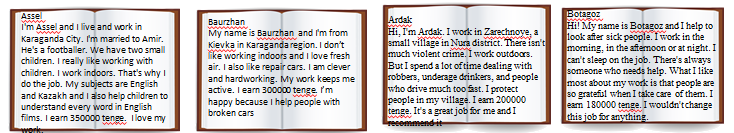 Assel
I'm Assel and I live and work in
Karaganda City. I'm married to Amir.
He's a footballer. We have two small
children. I really like working with
children. I work indoors. That's why I
do the job. My subjects are English
and Kazakh and I also help children to
understand every word in English
films. I earn 350000 tenge. I love my
work.
Baurzhan
My name is Baurzhan and I'm from
Kievka in Karaganda region. I don't
like working indoors and I love fresh
air. I also like repair cars. I am clever
and hardworking. My work keeps me
active. I earn 300000 tenge. I'm
happy because I help people with
broken cars
Ardak
Hi, I'm Ardak. I work in Zarechnoye, a
small village in Nura district. There isn't
much violent crime. I work outdoors.
But I spend a lot of time dealing with
robbers, underage drinkers, and people
who drive much too fast. I protect
people in my village. I earn 200000
tenge. It's a great job for me and I
recommend it
Botagoz
Hi! My name is Botagoz and I help to
look after sick people. I work in the
morning, in the afternoon or at night. I
can't sleep on the job. There's always
someone who needs help. What I like
most about my work is that people are
so grateful when I take care of them. I
earn 180000 tenge. I wouldn't change
this job for anything.